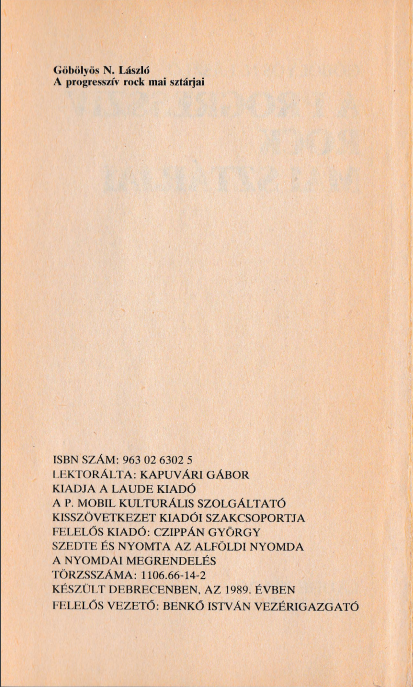 Göbölyös N. László
A progresszív rock mai sztárjai
ISBN SZÁM: 963 02 6302 5
LEKTORÁLTA: KAPUVÁRI GÁBOR
KIADJA A LAUDE KIADÓ
A P. MOBIL KULTURÁLIS SZOLGÁLTATÓ
KISSZÖVETKEZET KIADÓI SZAKCSOPORTJA
FELELŐS KIADÓ: CZIPPÁN GYÖRGY
SZEDTE ÉS NYOMTA AZ ALFÖLDI NYOMDA
A NYOMDAI MEGRENDELÉS
TÖRZSSZÁMA: 1106.66-14-2
KÉSZÜLT DEBRECENBEN, AZ 1989. ÉVBEN
FELELŐS VEZETŐ: BENKŐ ISTVÁN VEZÉRIGAZGATÓ